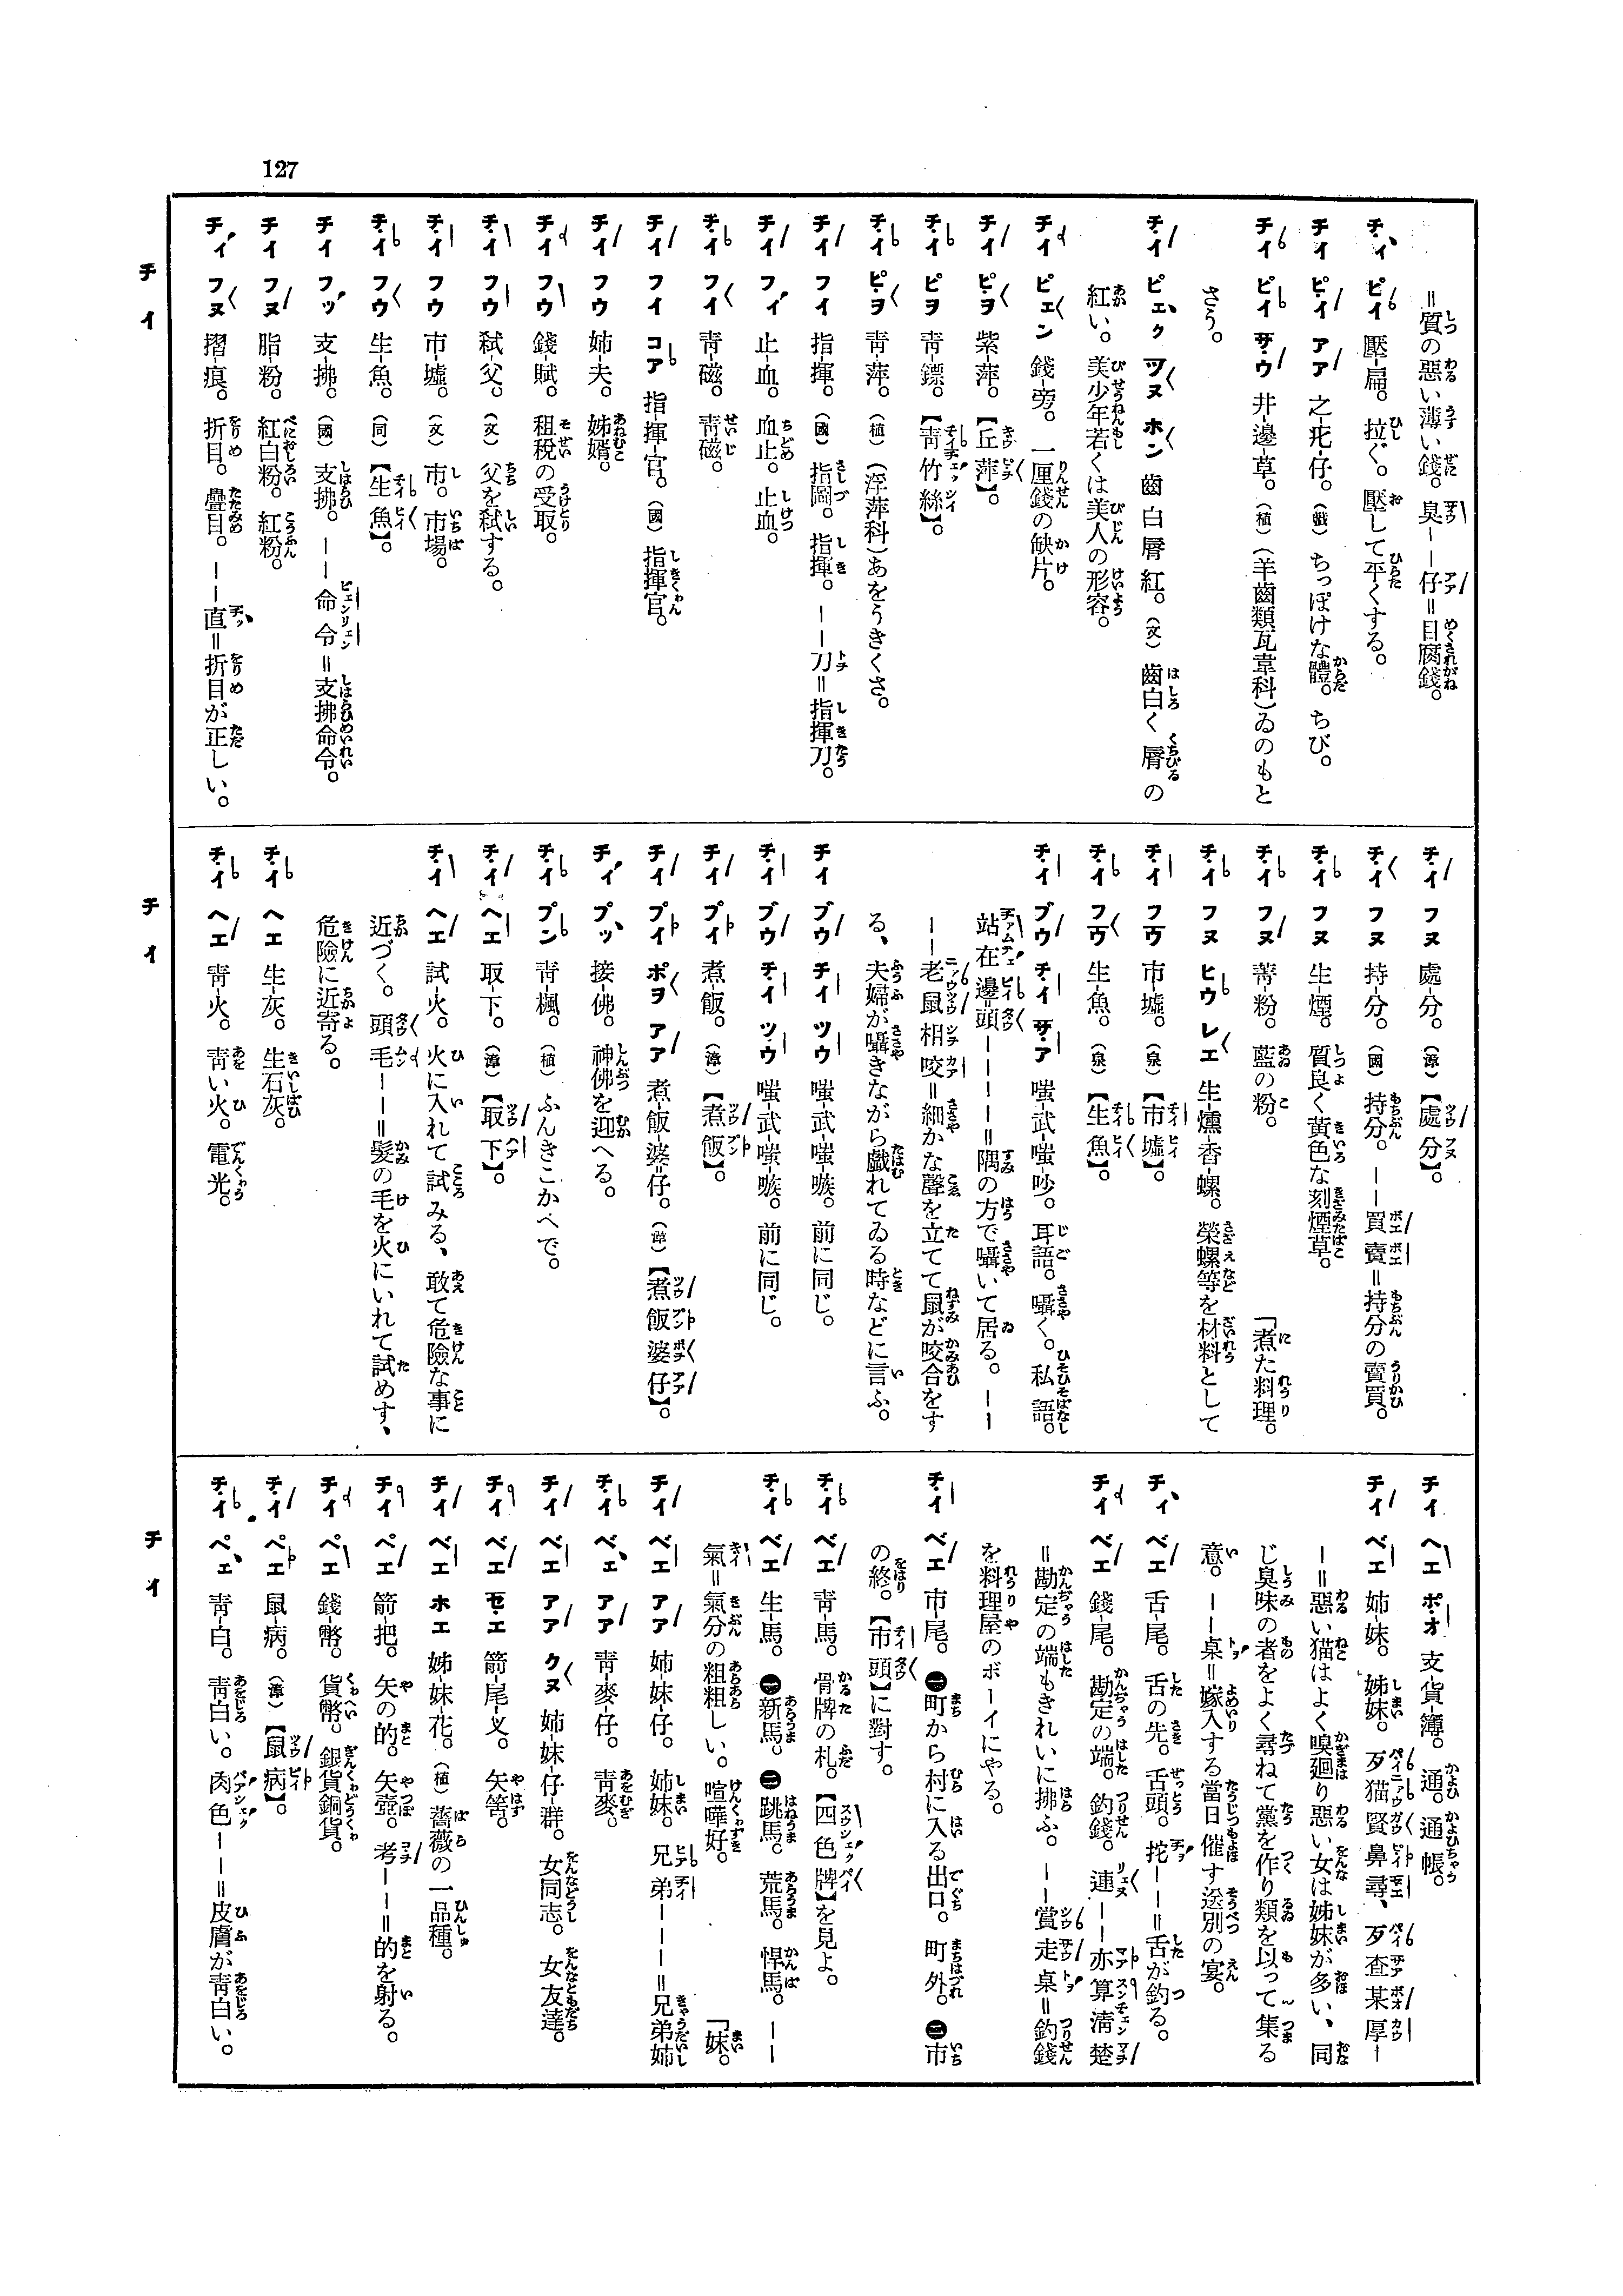 127
＝質の惡い薄い錢。臭－－仔＝目腐錢。
チィ ピィ 壓-扁。拉ぐ。壓して平くする。
チイ ピイ アア 之-疕-仔。（戲）ちっぽけな體。ちび。
チイ ピイ サウ 井-邊-草。（植）（羊齒類瓦韋科）ゐのもと
さう。
チイ ピエク ツヌ ホン 齒白脣紅。（文）齒白く脣の
紅い。美少年若くは美人の形容。
チイ ピエン 錢-旁。一厘錢の缺片。
チイ ピヲ 紫-萍。【丘萍】。
チイ ピヲ 靑-鏢。【靑竹絲】。
チイ ピヲ 靑-萍。（植）（浮萍科）あをうきくさ。
チイ フイ 指-揮。（國）指圖。指揮。－－刀＝指揮刀。
チイ フィ 止-血。血止。止血。
チイ フイ 靑-磁。靑磁。
チイ フイ コア 指-揮-官。（國）指揮官。
チイ フウ 姉-夫。姊婿。
チイ フウ 錢-賦。租稅の受取。
チイ フウ 弑-父。（文）父を弑する。
チイ フウ 市-墟。（文）市。市場。
チイ フウ 生-魚。（同）【生魚】。
チイ フッ 支-拂。（國）支拂。－－命令＝支拂命令。
チイ フヌ 脂-粉。紅白粉。紅粉。
チィ フヌ 摺-痕。折目。疊目。－－直＝折目が正しい。
チイ フヌ 處-分。（漳）【處分】。
チイ フヌ 持-分。（國）持分。－－買賣＝持分の賣買。
チイ フヌ 生-煙。質良く黃色な刻煙草。
チイ フヌ 菁-粉。藍の粉。 「煮た料理。
チイ フヌ ヒウ レエ 生-燻-香-螺。榮螺等を材料として
チイ フウ 市-墟。（泉）【市墟】。
チイ フウ 生-魚。（泉）【生魚】。
チイ ブウ チイ サア 嗤-武-嗤-吵。耳語。囁く。私語。
站在邊-頭－－－－＝隅の方で囁いて居る。－－
－－老鼠相咬＝細かな聲を立てて鼠が咬合をす
る、夫婦が囁きながら戲れてゐる時などに言ふ。
チイ ブウ チイ ツウ 嗤-武-嗤-嗾。前に同じ。
チイ ブウ チイ ツウ 嗤-武-嗤-嗾。前に同じ。
チイ プイ 煮-飯。（漳）【煮飯】。
チイ プイ ポヲ アア 煮-飯-婆-仔。（漳）【煮飯婆仔】。
チィ プッ 接-佛。神佛を迎へる。
チイ プン 靑-楓。（植）ふんきこかへで。
チイ ヘエ 取-下。（漳）【取下】。
チイ ヘエ 試-火。火に入れて試みる、敢て危險な事に
近づく。頭毛－－＝髮の毛を火にいれて試めす、
危險に近寄る。
チイ ヘエ 生-灰。生石灰。
チイ ヘエ 靑-火。靑い火。電光。
チイ ヘエ ポオ 支-貨-簿。通。通帳。
チイ ベエ 姉-妹。姊妹。歹猫賢鼻尋、歹查某厚－
－＝惡い猫はよく嗅廻り惡い女は姊妹が多い、同
じ臭味の者をよく尋ねて黨を作り類を以って集る
意。－－桌＝嫁入する當日催す送別の宴。
チィ ベエ 舌-尾。舌の先。舌頭。挓－－＝舌が釣る。
チイ ベエ 錢-尾。勘定の端。釣錢。連－－亦算淸楚
＝勘定の端もきれいに拂ふ。－－賞走桌＝釣錢
を料理屋のボーイにやる。
チイ ベエ 市-尾。㊀町から村に入る出口。町外。㊁市
の終。【市頭】に對す。
チイ ベエ 靑-馬。骨牌の札。【四色牌】を見よ。
チイ ベエ 生-馬。㊀新馬。㊁跳馬。荒馬。悍馬。－－
氣＝氣分の粗粗しい。喧嘩好。 「妹。
チイ ベエ アア 姉-妹-仔。姉妹。兄弟－－－＝兄弟姉
チイ ベエ アア 靑-麥-仔。靑麥。
チイ ベエ アア クヌ 姉-妹-仔-群。女同志。女友達。
チイ ベエ モエ 箭-尾-㕚。矢筈。
チイ ベエ ホエ 姊-妹-花。（植）薔薇の一品種。
チイ ペエ 箭-把。矢の的。矢壺。考－－＝的を射る。
チイ ペエ 錢-幣。貨幣。銀貨銅貨。
チイ ペエ 鼠-病。（漳）【鼠病】。
チイ ペエ 靑-白。靑白い。肉色－－＝皮膚が靑白い。
チイ
チイ
チイ